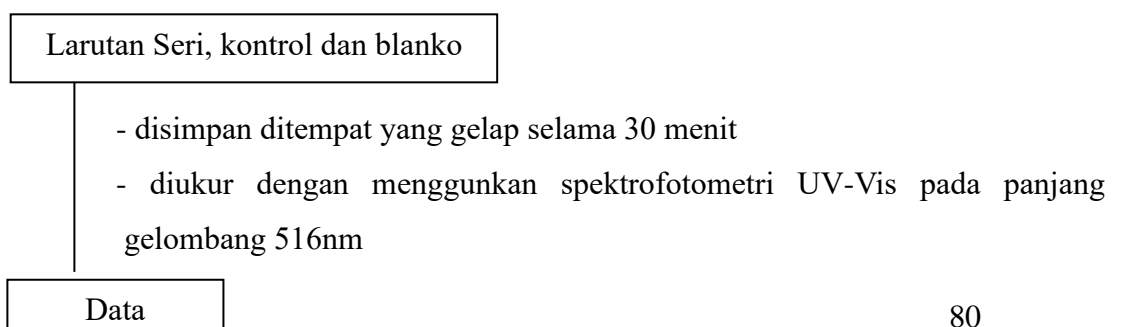 Larutan Seri, kontrol dan blanko
- disimpan ditempat yang gelap selama 30 menit
- diukur dengan menggunkan spektrofotometri UV-Vis pada panjang
gelombang 516nm
Data
80